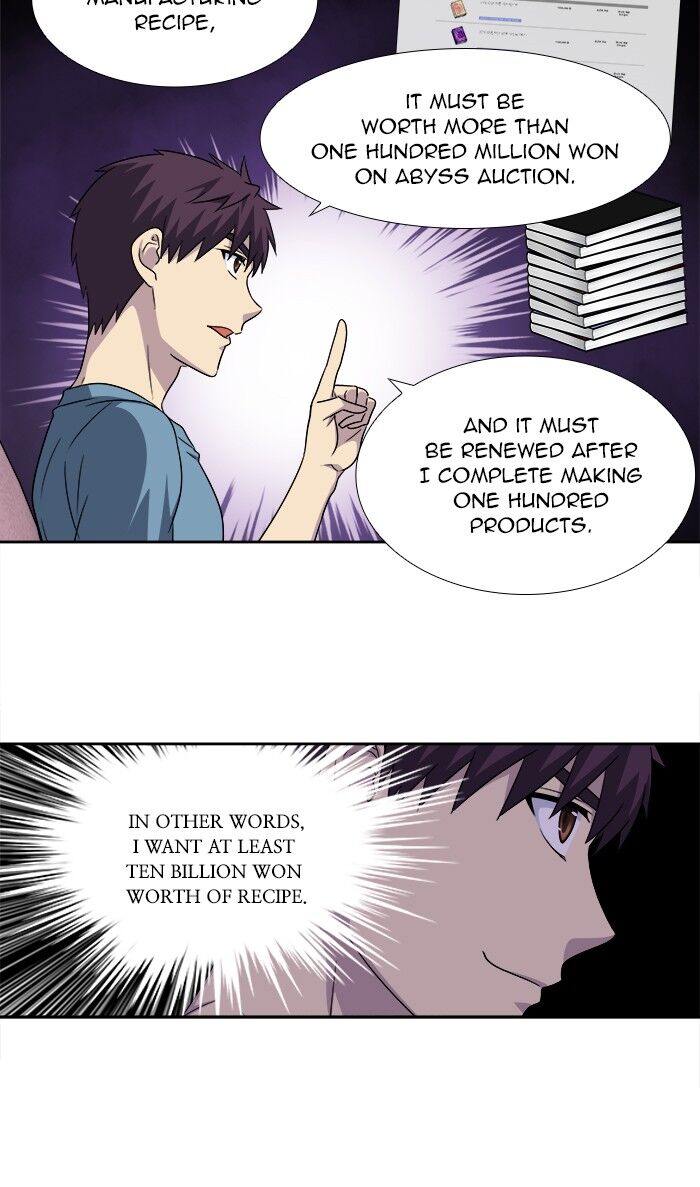 MANUFACTURING
RECIPE,
IT MUST BE
WORTH MORE THAN
ONE HUNDRED MILLION WON
ON ABYSS AUCTION.
AND IT MUST
BE RENEWED AFTER
I COMPLETE MAKING
ONE HUNDRED
PRODUCTS.
IN OTHER WORDS,
I WANT AT LEAST
TEN BILLION WON
WORTH OF RECIPE.